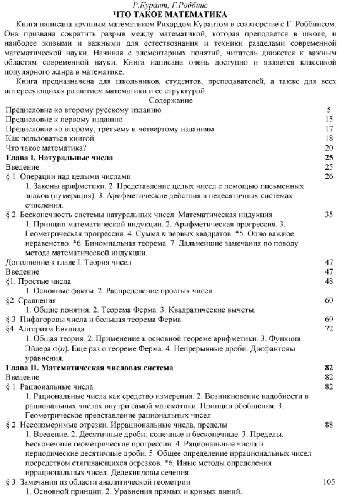 Р.Курант, Г.Роббинс
ЧТО ТАКОЕ МАТЕМАТИКА
Книга написана крупным математиком Рихардом Курантом в соавторстве с Г. Роббинсом.
Она призвана сократить разрыв между математикой, которая преподается в школе, и
наиболее живыми и важными для естествознания и техники разделами современной
математической науки. Начиная с элементарных понятий, читатель движется к важным
областям современной науки. Книга написана очень доступно и является классикой
популярного жанра в математике.
Книга предназначена для школьников, студентов, преподавателей, а также для всех
интересующихся развитием математики и ее структурой.
Содержание
Предисловие ко второму русскому изданию 5
Предисловие к первому изданию 15
Предисловие ко второму, третьему и четвертому изданиям 17
Как пользоваться книгой 18
Что такое математика? 20
Глава I. Натуральные числа 25
Введение 25
§ 1. Операции над целыми числами 26
1. Законы арифметики. 2. Представление целых чисел с помощью письменных
знаков (нумерация). 3. Арифметические действия в недесятичных системах
счисления.
§ 2. Бесконечность системы натуральных чисел. Математическая индукция 35
1. Принцип математической индукции. 2. Арифметическая прогрессия. 3.
Геометрическая прогрессия. 4. Сумма n первых квадратов. *5. Одно важное
неравенство. *6. Биномиальная теорема. 7. Дальнейшие замечания по поводу
метода математической индукции.
Дополнение к главе I. Теория чисел 47
Введение 47
§1. Простые числа 48
1. Основные факты. 2. Распределение простых чисел.
§2. Сравнения 60
1. Общие понятия. 2. Теорема Ферма. 3. Квадратические вычеты.
§ 3. Пифагоровы числа и большая теорема Ферма 69
§4. Алгоритм Евклида 72
1. Общая теория. 2. Применение к основной теореме арифметики. 3. Функция
Эйлера φ(n). Еще раз о теореме Ферма. 4. Непрерывные дроби. Диофантовы
уравнения.
Глава II. Математическая числовая система 82
Введение 82
§ 1. Рациональные числа 82
1. Рациональные числа как средство измерения. 2. Возникновение надобности в
рациональных числах внутри самой математики. Принцип обобщения. 3.
Геометрическое представление рациональных чисел.
§ 2. Несоизмеримые отрезки. Иррациональные числа, пределы 88
1. Введение. 2. Десятичные дроби: конечные и бесконечные. 3. Пределы.
Бесконечные геометрические прогрессии. 4. Рациональные числа и
периодические десятичные дроби. 5. Общее определение иррациональных чисел
посредством стягивающихся отрезков. *6. Иные методы определения
иррациональных чисел. Дедекиндовы сечения.
§ 3. Замечания из области аналитической геометрии 105
1. Основной принцип. 2. Уравнения прямых и кривых линий.